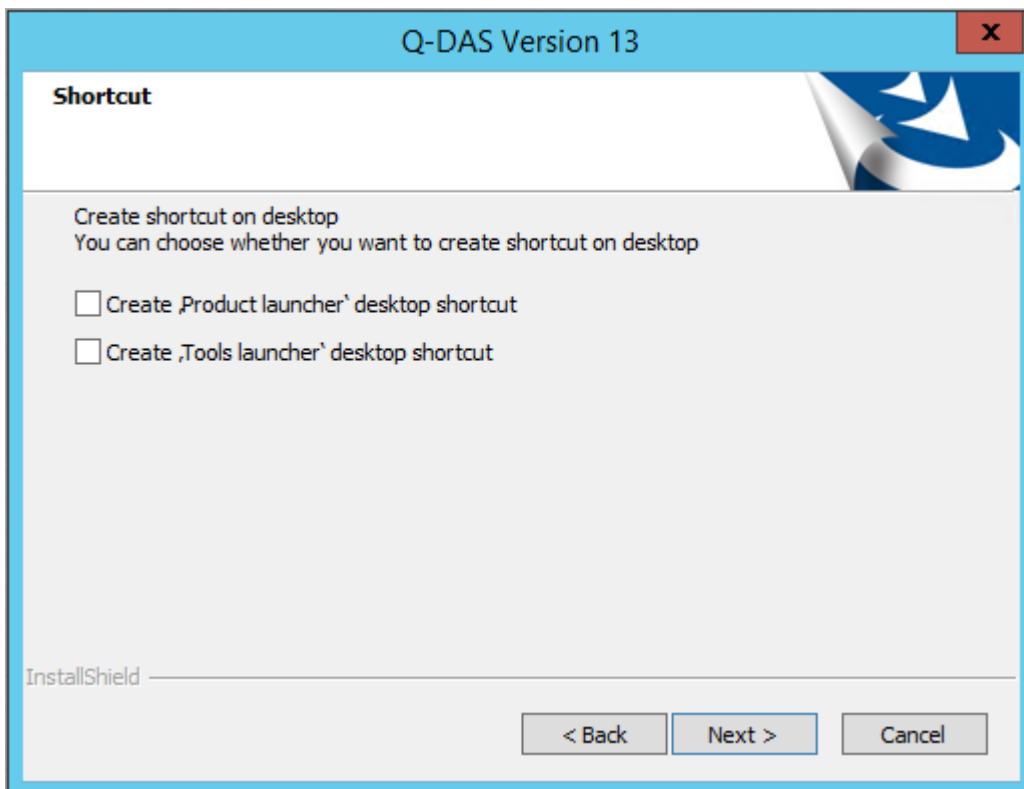 Q-DAS Version 13
x
Shortcut
Create shortcut on desktop
You can choose whether you want to create shortcut on desktop
Create ‚Product launcher‛ desktop shortcut
Create ‚Tools launcher‛ desktop shortcut
InstallShield
< Back
Next >
Cancel